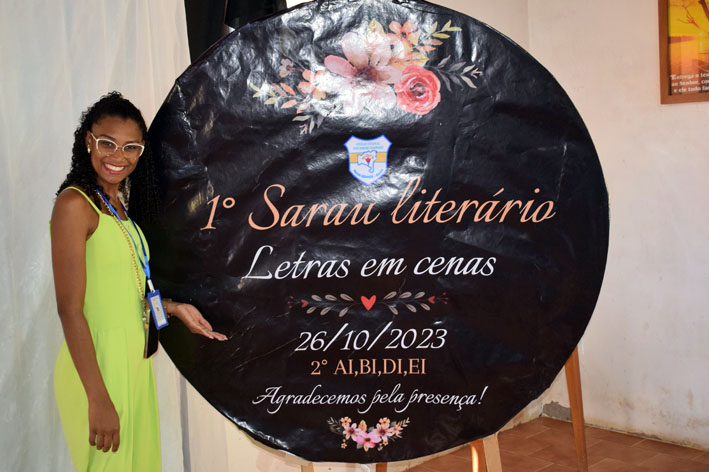 1° Sarau literário
Letras em cenas
26/10/2023
2° AI,BI,DI,EI
Agradecemos pela presença!